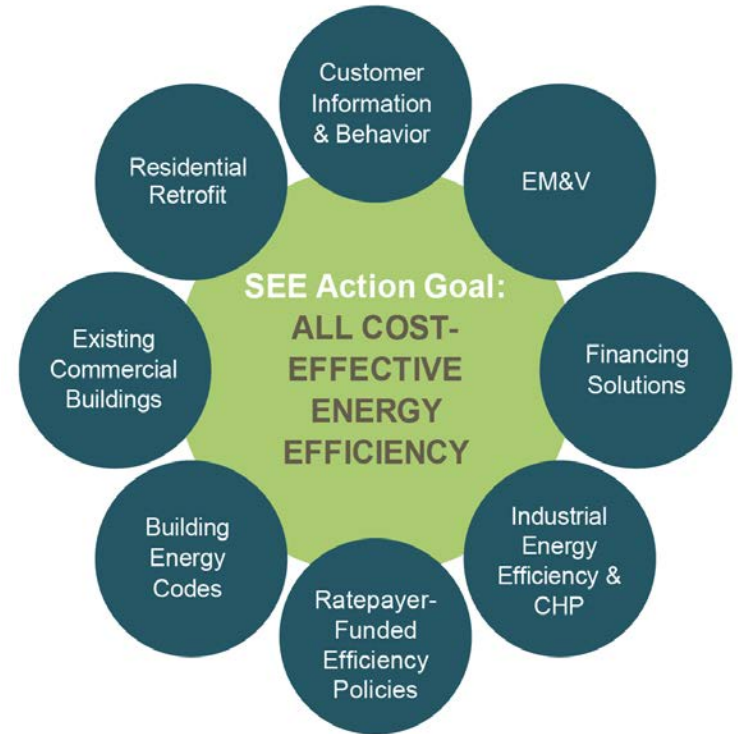 Customer
Information
& Behavior
EM&V
Financing
Solutions
Industrial
Energy
Efficiency &
CHP
Ratepayer-
Funded
Efficiency
Policies
Building
Energy
Codes
Existing
Commercial
Buildings
Residential
Retrofit
SEE Action Goal:
ALL COST-
EFFECTIVE
ENERGY
EFFICIENCY